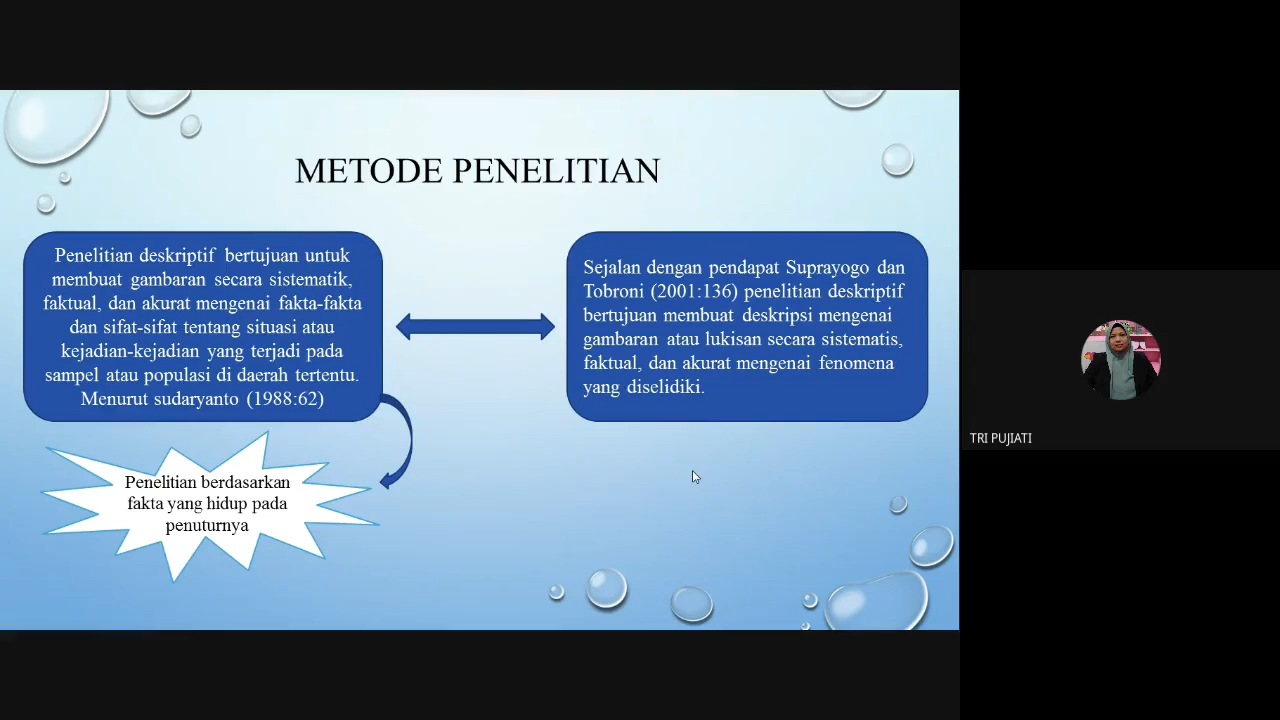 METODE PENELITIAN
Penelitian deskriptif bertujuan untuk
membuat gambaran secara sistematik,
faktual, dan akurat mengenai fakta-fakta
dan sifat-sifat tentang situasi atau
kejadian-kejadian yang terjadi pada
sampel atau populasi di daerah tertentu.
Menurut sudaryanto (1988:62)
Sejalan dengan pendapat Suprayogo dan
Tobroni (2001:136) penelitian deskriptif
bertujuan membuat deskripsi mengenai
gambaran atau lukisan secara sistematis,
faktual, dan akurat mengenai fenomena
yang diselidiki.
Penelitian berdasarkan
fakta yang hidup pada
penuturnya
TRI PUJIATI